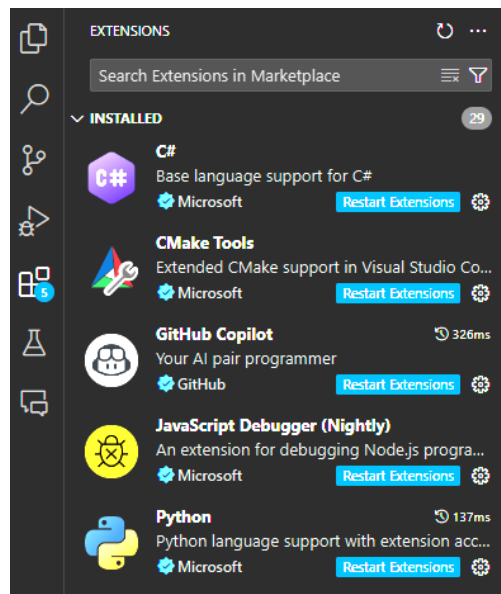 EXTENSIONS
Search Extensions in Marketplace
INSTALLED 29
C#
C#
Base language support for C#
Microsoft Restart Extensions
CMake Tools
Extended CMake support in Visual Studio Co...
Microsoft Restart Extensions
5
GitHub Copilot 326ms
Your AI pair programmer
GitHub Restart Extensions
JavaScript Debugger (Nightly)
An extension for debugging Node.js progra...
Microsoft Restart Extensions
Python 137ms
Python language support with extension acc...
Microsoft Restart Extensions